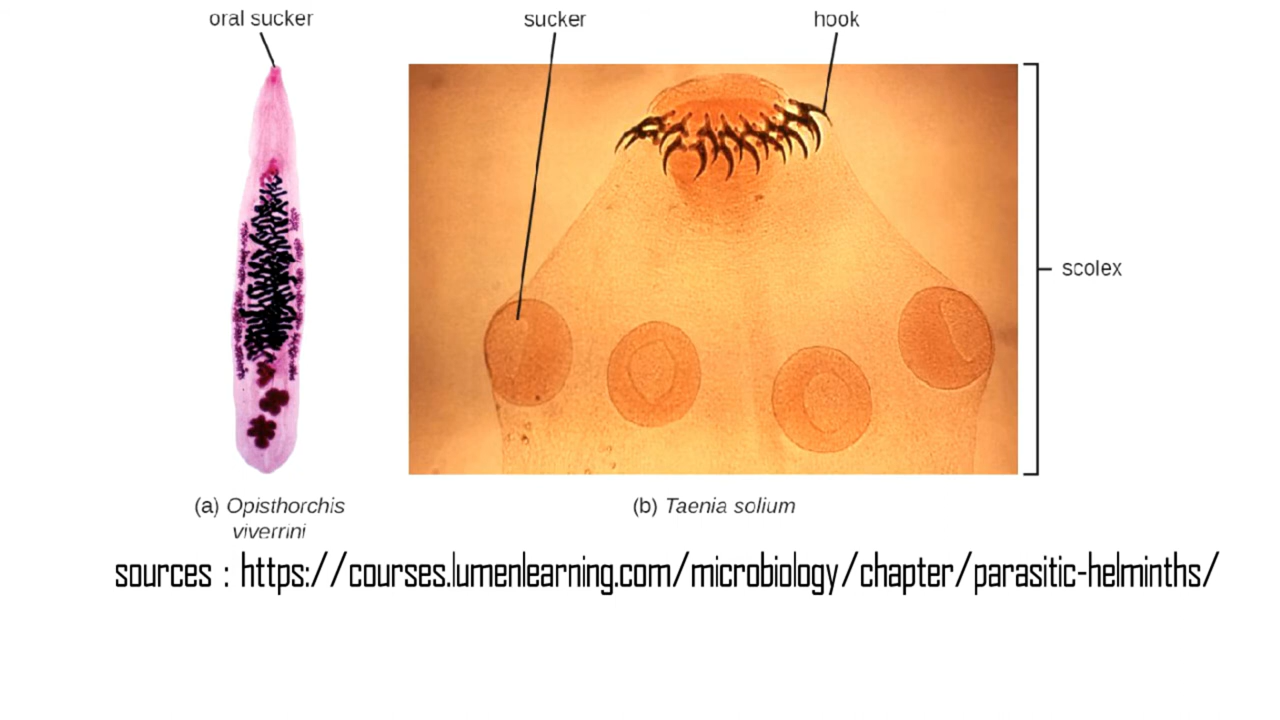 oral sucker
sucker
hook
scolex
(a) Opisthorchis
viverrini
(b) Taenia solium
sources : https://courses.lumenlearning.com/microbiology/chapter/parasitic-helminths/